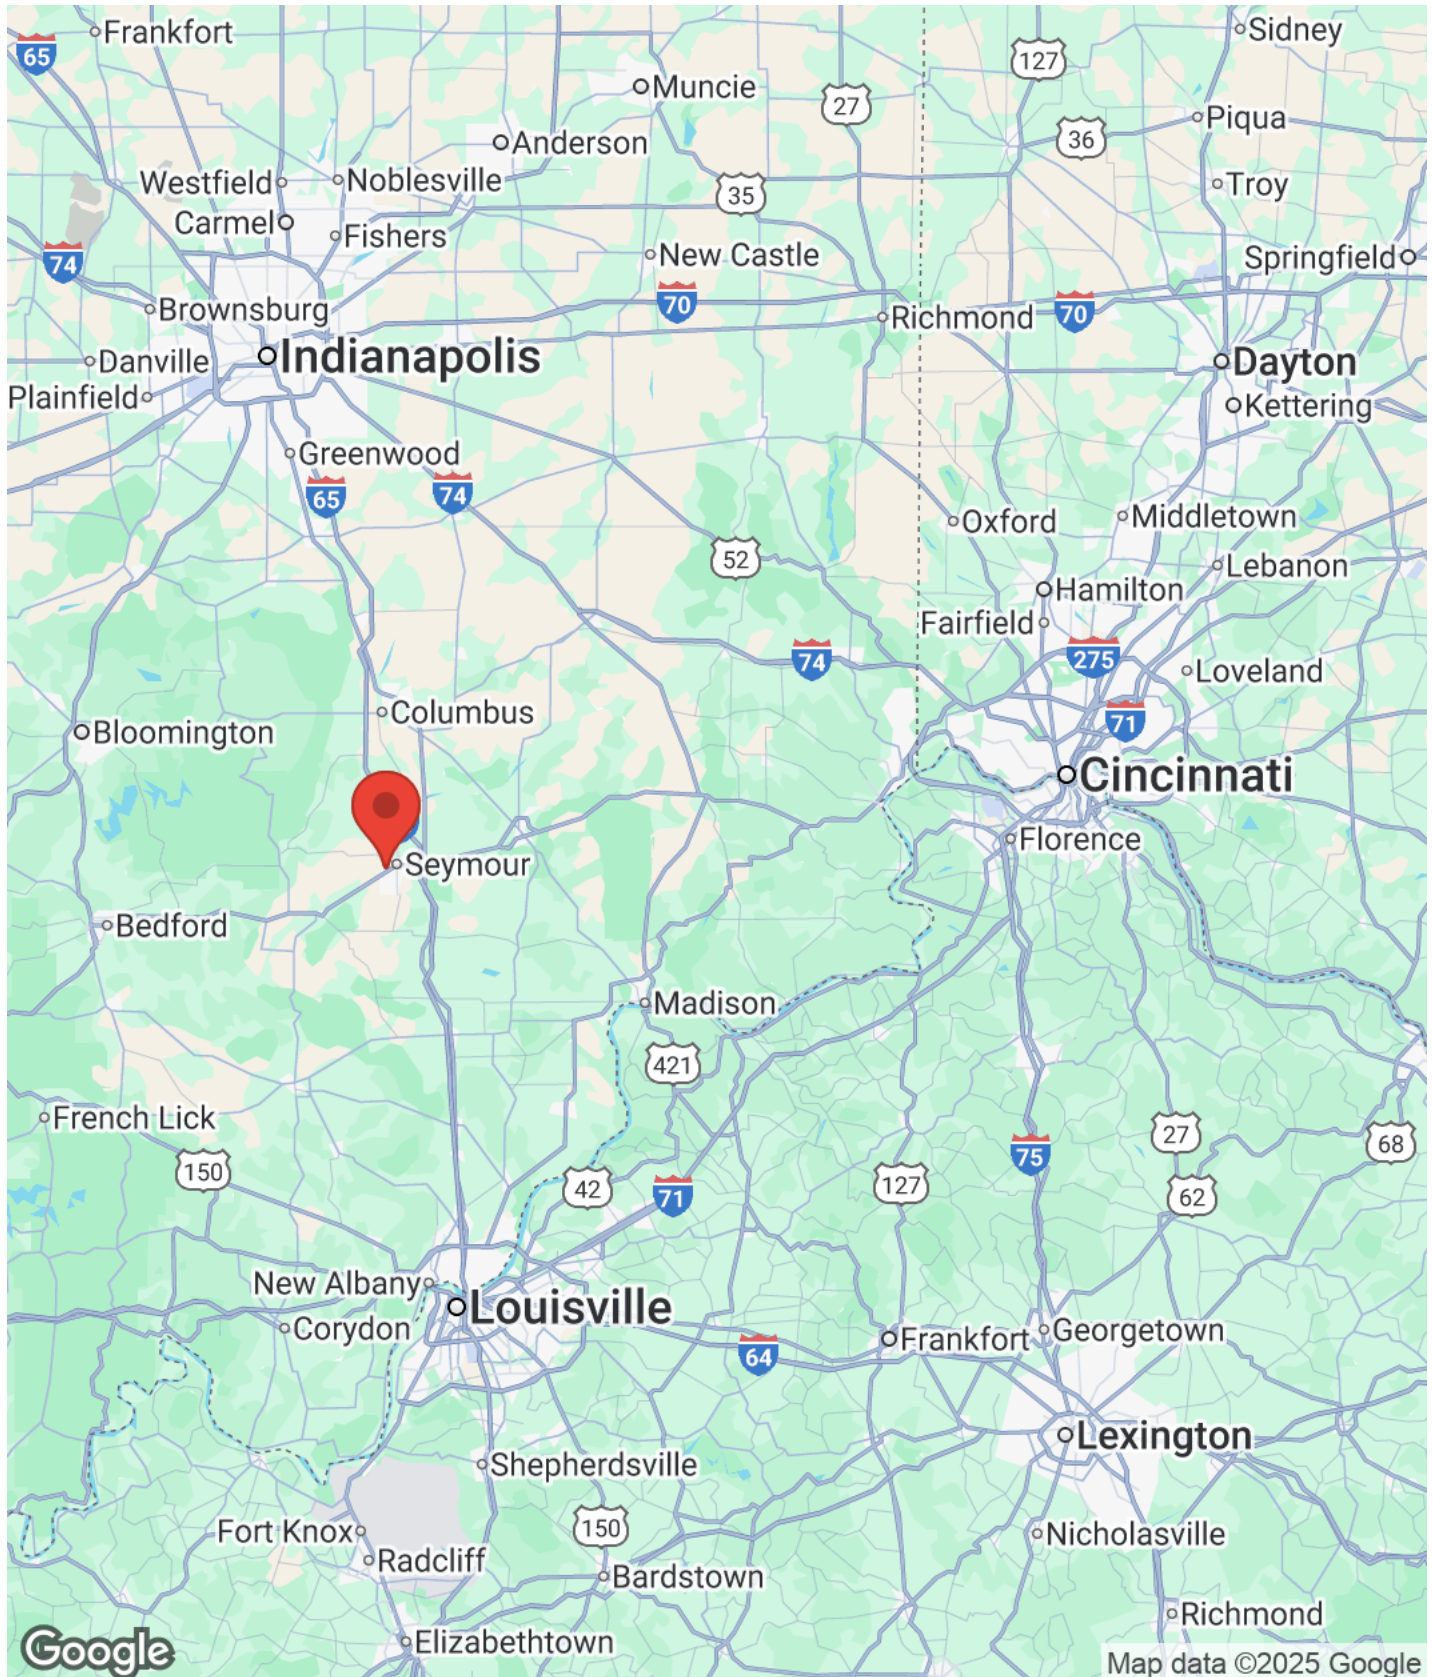 Frankfort
Sidney
65
127
Muncie
27
Piqua
Anderson
36
Westfield
Noblesville
35
Troy
Carmel
Fishers
74
New Castle
Springfield
Brownsburg
70
70
Richmond
Indianapolis
Danville
Dayton
Plainfield
Kettering
Greenwood
65
74
Oxford
Middletown
52
Lebanon
Hamilton
Fairfield
74
275
Loveland
Columbus
71
Bloomington
Cincinnati
Florence
Seymour
Bedford
Madison
421
French Lick
27
68
150
75
42
71
127
62
New Albany
Louisville
Corydon
Frankfort
Georgetown
64
Lexington
Shepherdsville
Fort Knox
150
Nicholasville
Radcliff
Bardstown
Richmond
Elizabethtown
Google
Map data ©2025 Google